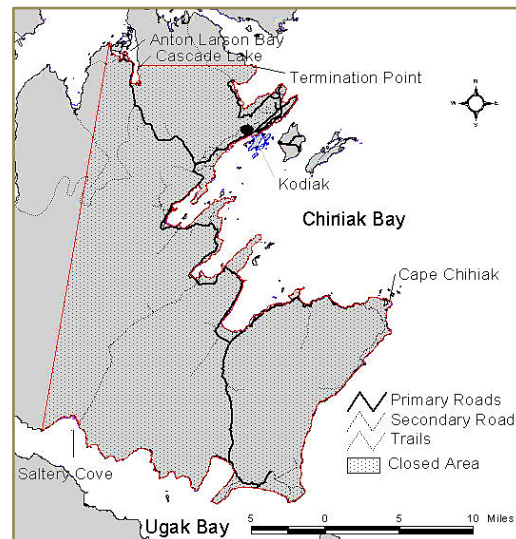 Anton Larson Bay
Cascade Lake
Termination Point
N
W E
S
Kodiak
Chiniak Bay
Cape Chihiak
Primary Roads
Secondary Road
Trails
Closed Area
Saltery Cove
Ugak Bay
5 0 5 10 Miles